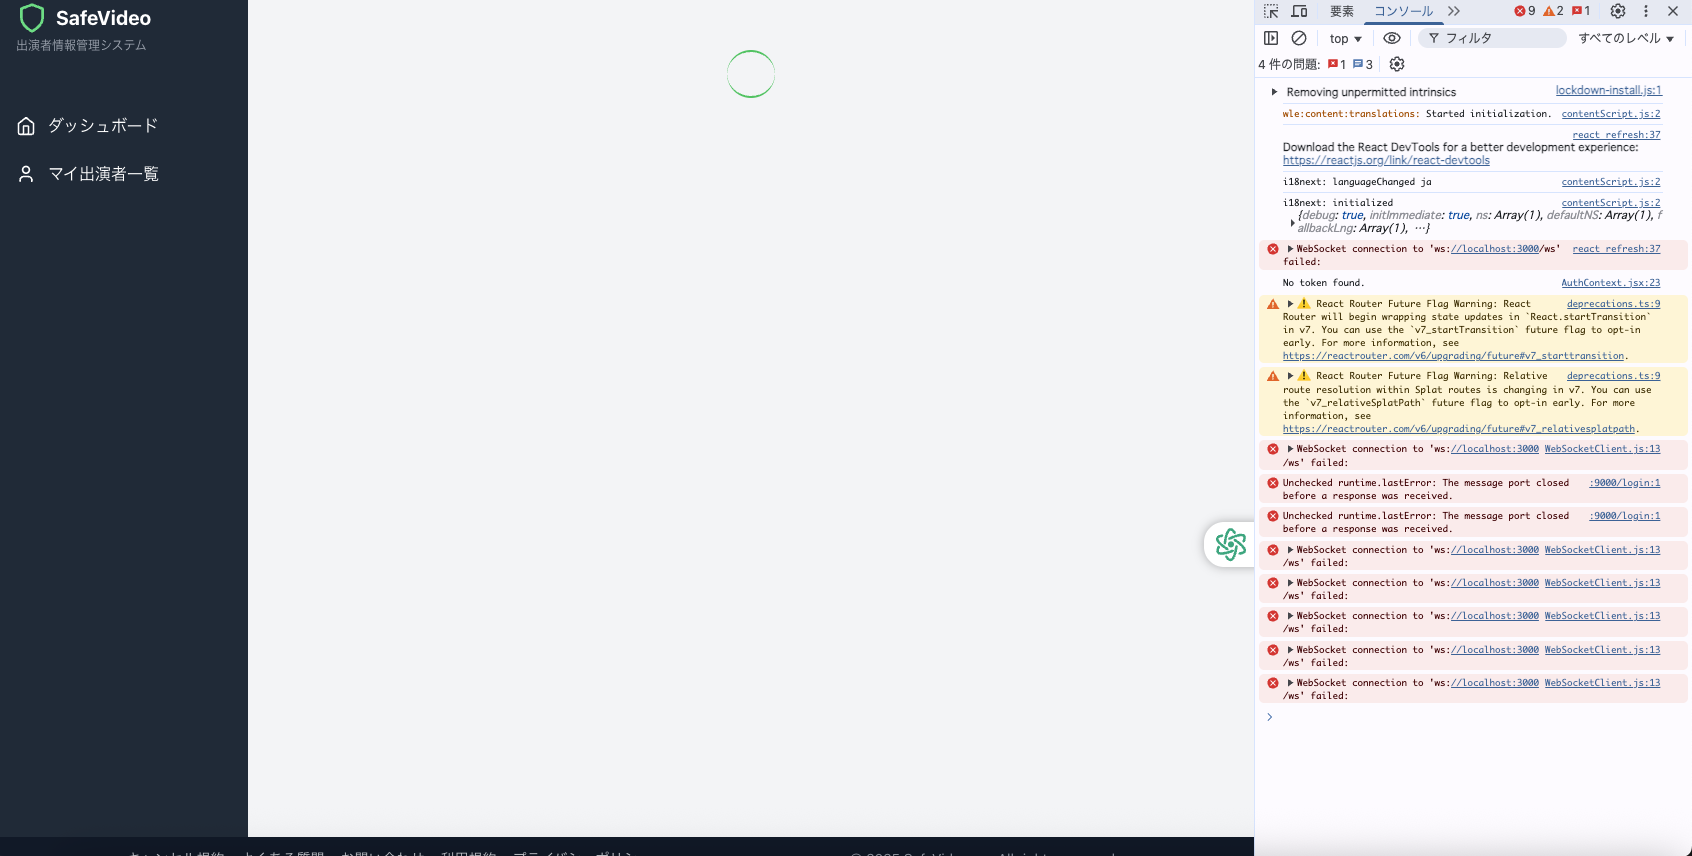 SafeVideo
出演者情報管理システム
ダッシュボード
マイ出演者一覧
要素 コンソール 9 2 1
top フィルタ すべてのレベル
4 件の問題: 1 3
Removing unpermitted intrinsics lockdown-install.js:1
wle:content:translations: Started initialization. contentScript.js:2
react refresh:37
Download the React DevTools for a better development experience:
https://reactjs.org/link/react-devtools
i18next: languageChanged ja contentScript.js:2
i18next: initialized contentScript.js:2
{debug: true, initImmediate: true, ns: Array(1), defaultNS: Array(1), f
allbackLng: Array(1), …}
WebSocket connection to 'ws://localhost:3000/ws' react refresh:37
failed:
No token found. AuthContext.jsx:23
React Router Future Flag Warning: React deprecations.ts:9
Router will begin wrapping state updates in `React.startTransition`
in v7. You can use the `v7_startTransition` future flag to opt-in
early. For more information, see
https://reactrouter.com/v6/upgrading/future#v7_starttransition.
React Router Future Flag Warning: Relative deprecations.ts:9
route resolution within Splat routes is changing in v7. You can use
the `v7_relativeSplatPath` future flag to opt-in early. For more
information, see
https://reactrouter.com/v6/upgrading/future#v7_relativesplatpath.
WebSocket connection to 'ws://localhost:3000 WebSocketClient.js:13
/ws' failed:
Unchecked runtime.lastError: The message port closed :9000/login:1
before a response was received.
Unchecked runtime.lastError: The message port closed :9000/login:1
before a response was received.
WebSocket connection to 'ws://localhost:3000 WebSocketClient.js:13
/ws' failed:
WebSocket connection to 'ws://localhost:3000 WebSocketClient.js:13
/ws' failed:
WebSocket connection to 'ws://localhost:3000 WebSocketClient.js:13
/ws' failed:
WebSocket connection to 'ws://localhost:3000 WebSocketClient.js:13
/ws' failed:
WebSocket connection to 'ws://localhost:3000 WebSocketClient.js:13
/ws' failed: